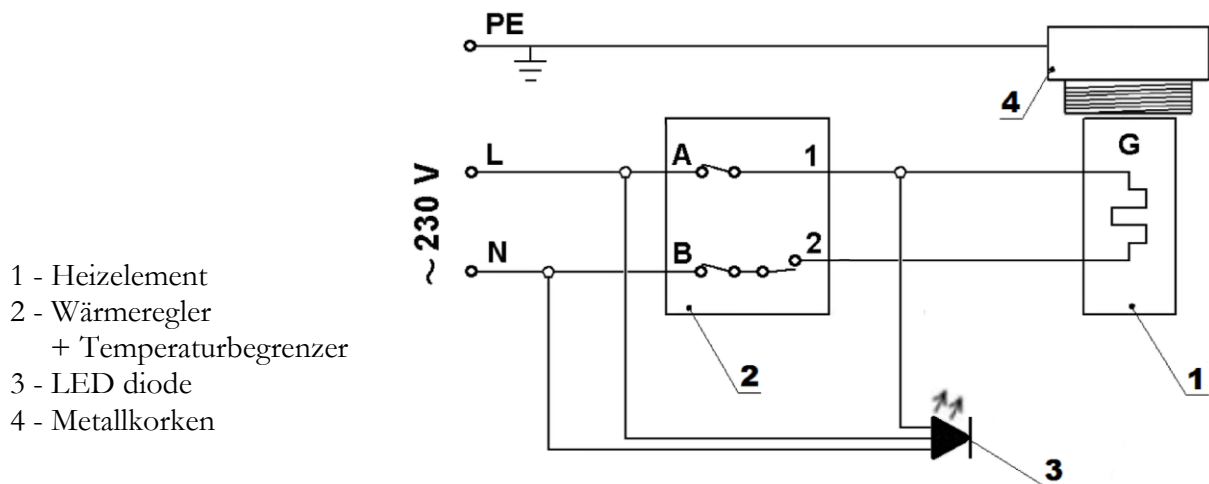 PE
4
L
A
1
G
~ 230 V
N
B
2
1 - Heizelement
2 - Wärmeregler
+ Temperaturbegrenzer
3 - LED diode
4 - Metallkorken
2
1
3